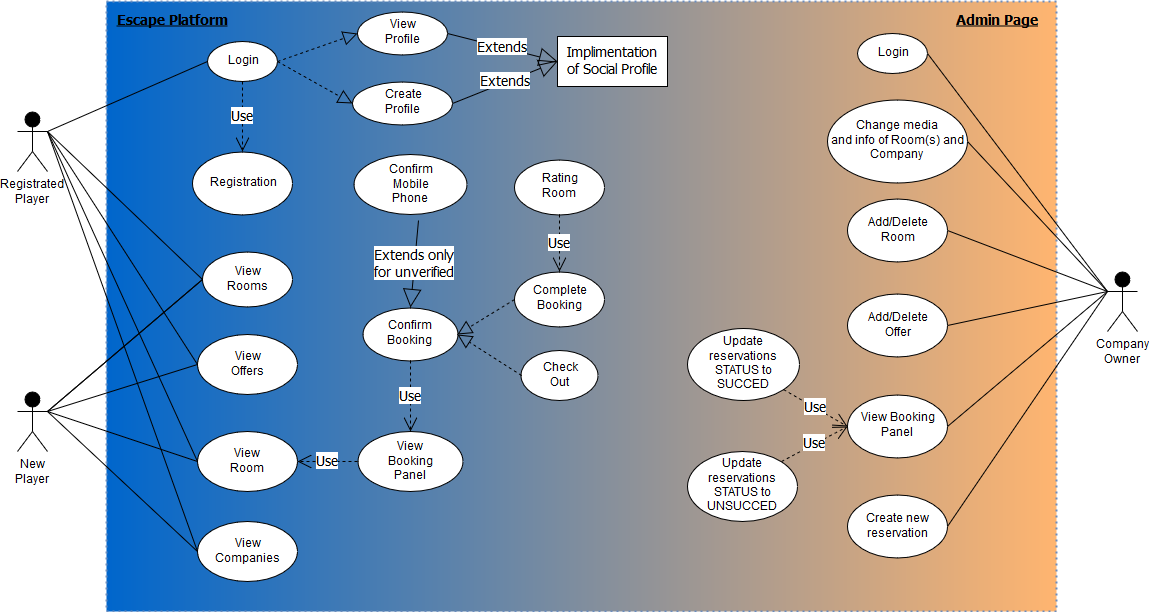 Escape Platform
Admin Page
View
Profile
Login
Extends
Implimentation
of Social Profile
Extends
Create
Profile
Use
Registration
Registrated
Player
Confirm
Mobile
Phone
Rating
Room
Use
Extends only
for unverified
View
Rooms
Complete
Booking
Confirm
Booking
View
Offers
Check
Out
Use
New
Player
View
Room
Use
View
Booking
Panel
View
Companies
Login
Change media
and info of Room(s) and
Company
Add/Delete
Room
Add/Delete
Offer
Company
Owner
Update
reservations
STATUS to
SUCCED
Use
View Booking
Panel
Use
Update
reservations
STATUS to
UNSUCCED
Create new
reservation